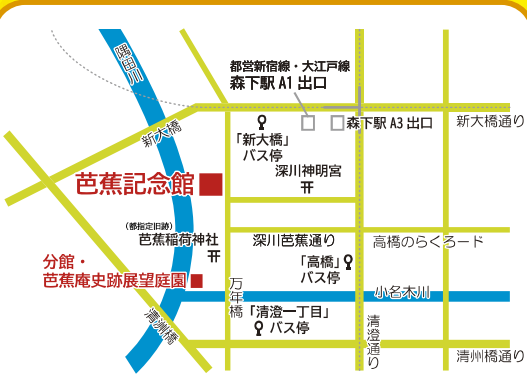 都営新宿線・大江戸線
森下駅 A1 出口
隅田川
新大橋
「新大橋」
バス停
森下駅 A3 出口
新大橋通り
深川神明宮
芭蕉記念館
(都指定旧跡)
芭蕉稲荷神社
深川芭蕉通り
高橋のらくろード
「高橋」
バス停
分館・
芭蕉庵史跡展望庭園
万年橋
小名木川
「清澄一丁目」
バス停
清洲橋
清澄通り
清州橋通り